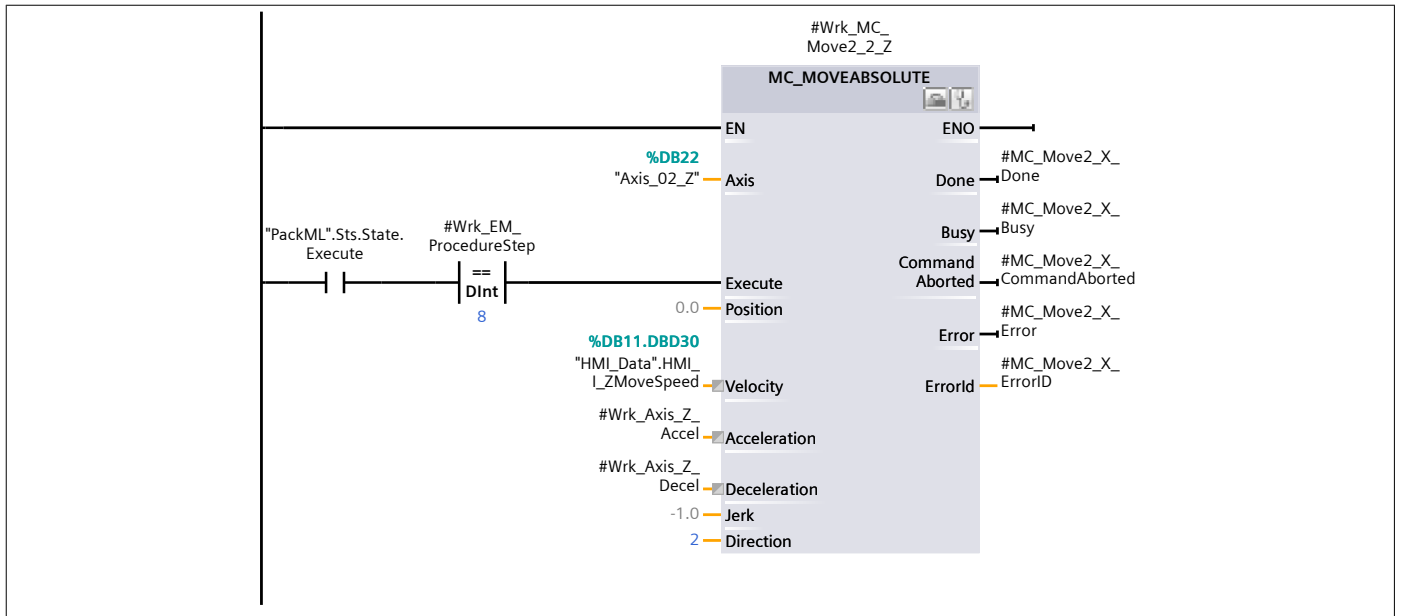 #Wrk_MC_
Move2_2_Z
MC_MOVEABSOLUTE
EN
ENO
%DB22
"Axis_02_Z"
Axis
Done
#MC_Move2_X_
Done
Busy
#MC_Move2_X_
Busy
"PackML".Sts.State.
Execute
#Wrk_EM_
ProcedureStep
==
DInt
8
Execute
Command
Aborted
#MC_Move2_X_
CommandAborted
0.0
Position
Error
#MC_Move2_X_
Error
%DB11.DBD30
"HMI_Data".HMI_
I_ZMoveSpeed
Velocity
ErrorId
#MC_Move2_X_
ErrorID
#Wrk_Axis_Z_
Accel
Acceleration
#Wrk_Axis_Z_
Decel
Deceleration
-1.0
Jerk
2
Direction